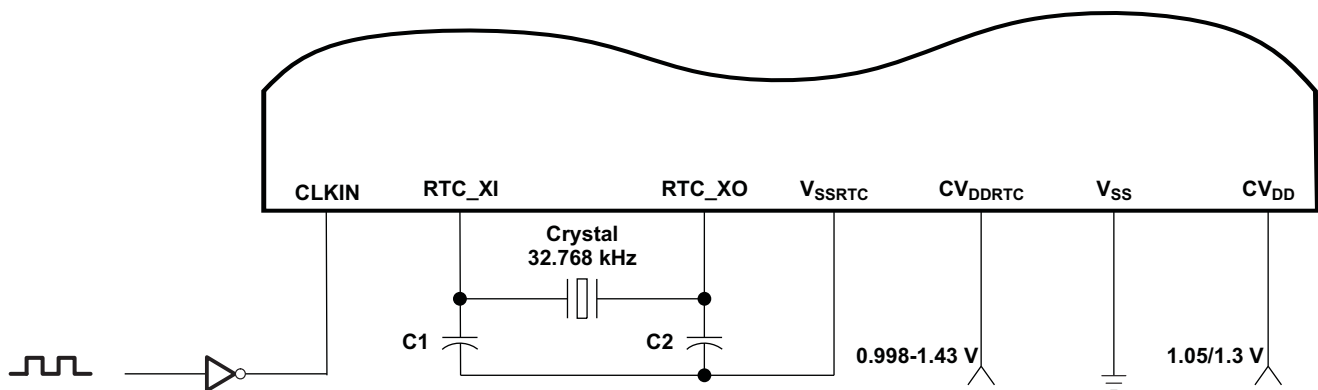 CLKIN
RTC_XI
RTC_XO
VSSRTC
CVDDRTC
VSS
CVDD
Crystal
32.768 kHz
C1
C2
0.998-1.43 V
1.05/1.3 V